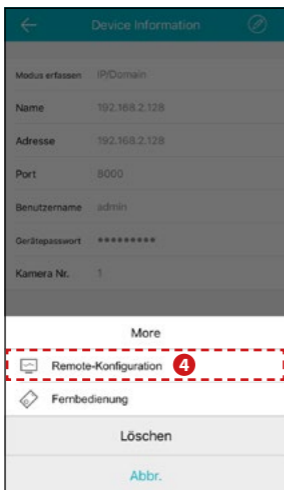 Device Information
Modus erfassen IP/Domain
Name 192.168.2.128
Adresse 192.168.2.128
Port 8000
Benutzername admin
Gerätepasswort *********
Kamera Nr. 1
More
Remote-Konfiguration 4
Fernbedienung
Löschen
Abbr.